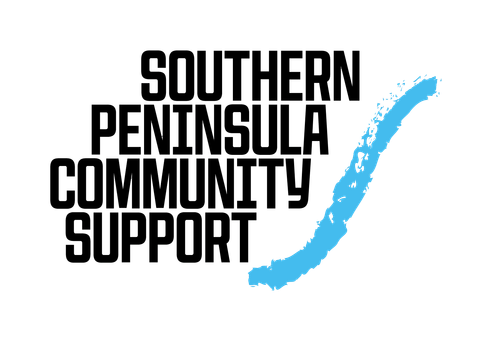 SOUTHERN
PENINSULA
COMMUNITY
SUPPORT